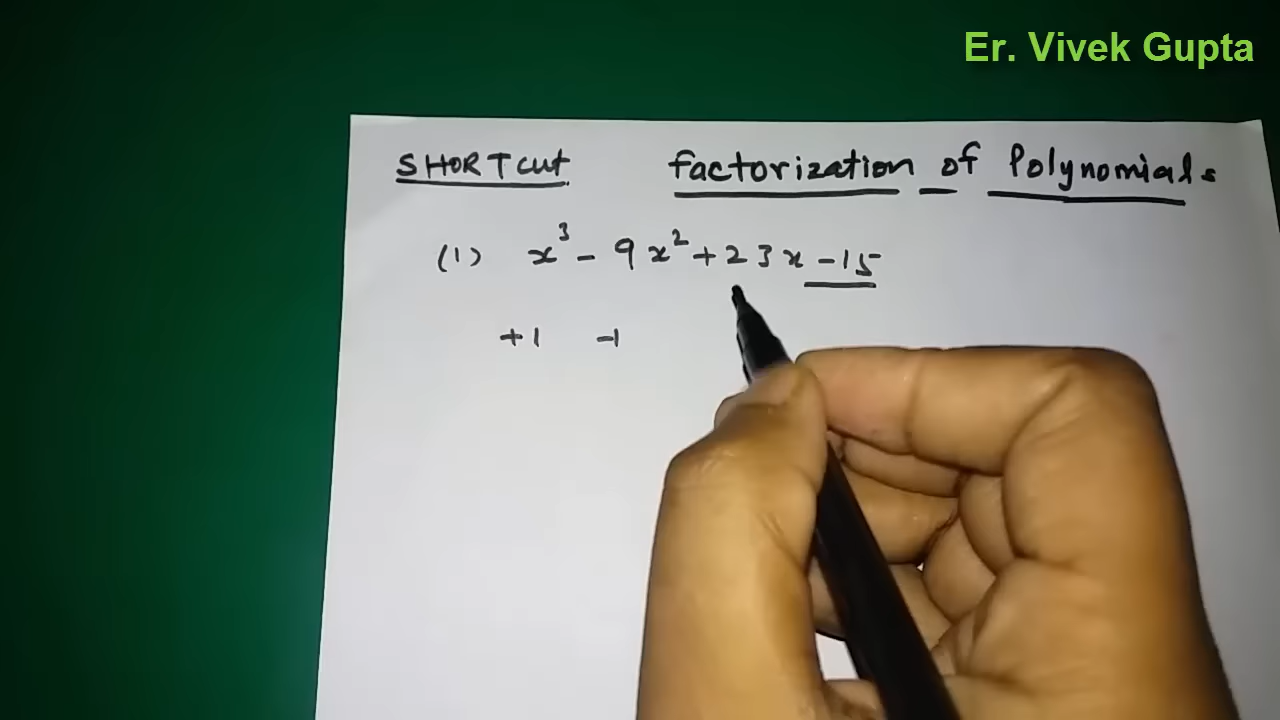 Er. Vivek Gupta
SHORTcut factorization of Polynomials
(1) x³ - 9x² + 23x - 15
+1 -1